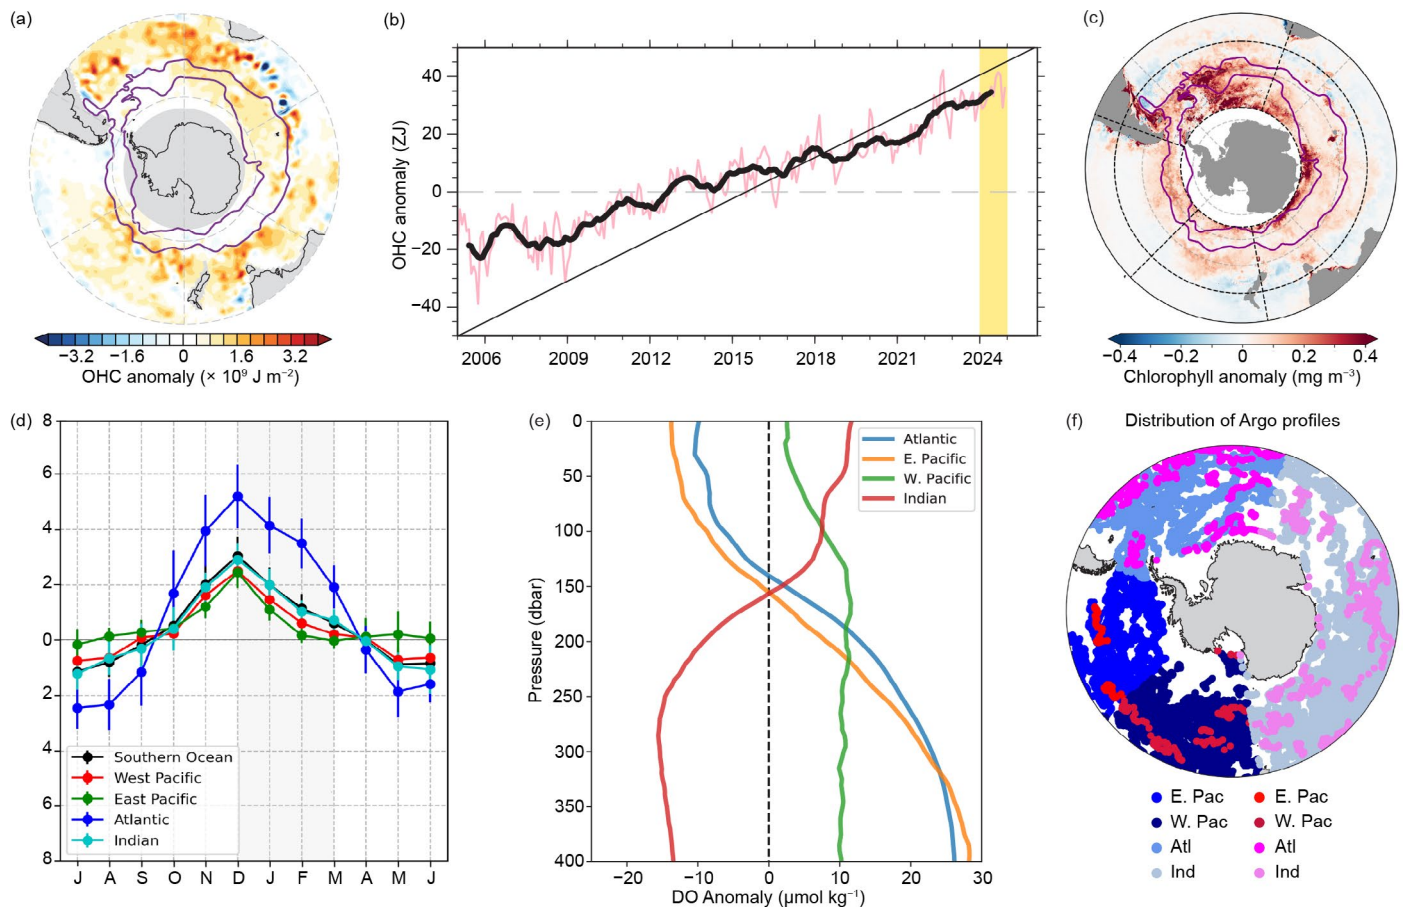 (a)
−3.2 −1.6 0 1.6 3.2
OHC anomaly (× 10⁹ J m⁻²)
(b)
OHC anomaly (ZJ)
40
20
0
−20
−40
2006 2009 2012 2015 2018 2021 2024
(c)
−0.4 −0.2 0 0.2 0.4
Chlorophyll anomaly (mg m⁻³)
(d)
8
6
4
2
0
2
4
6
8
Southern Ocean
West Pacific
East Pacific
Atlantic
Indian
J A S O N D J F M A M J
(e)
Pressure (dbar)
0
50
100
150
200
250
300
350
400
Atlantic
E. Pacific
W. Pacific
Indian
−20 −10 0 10 20 30
DO Anomaly (μmol kg⁻¹)
(f)
Distribution of Argo profiles
E. Pac E. Pac
W. Pac W. Pac
Atl Atl
Ind Ind